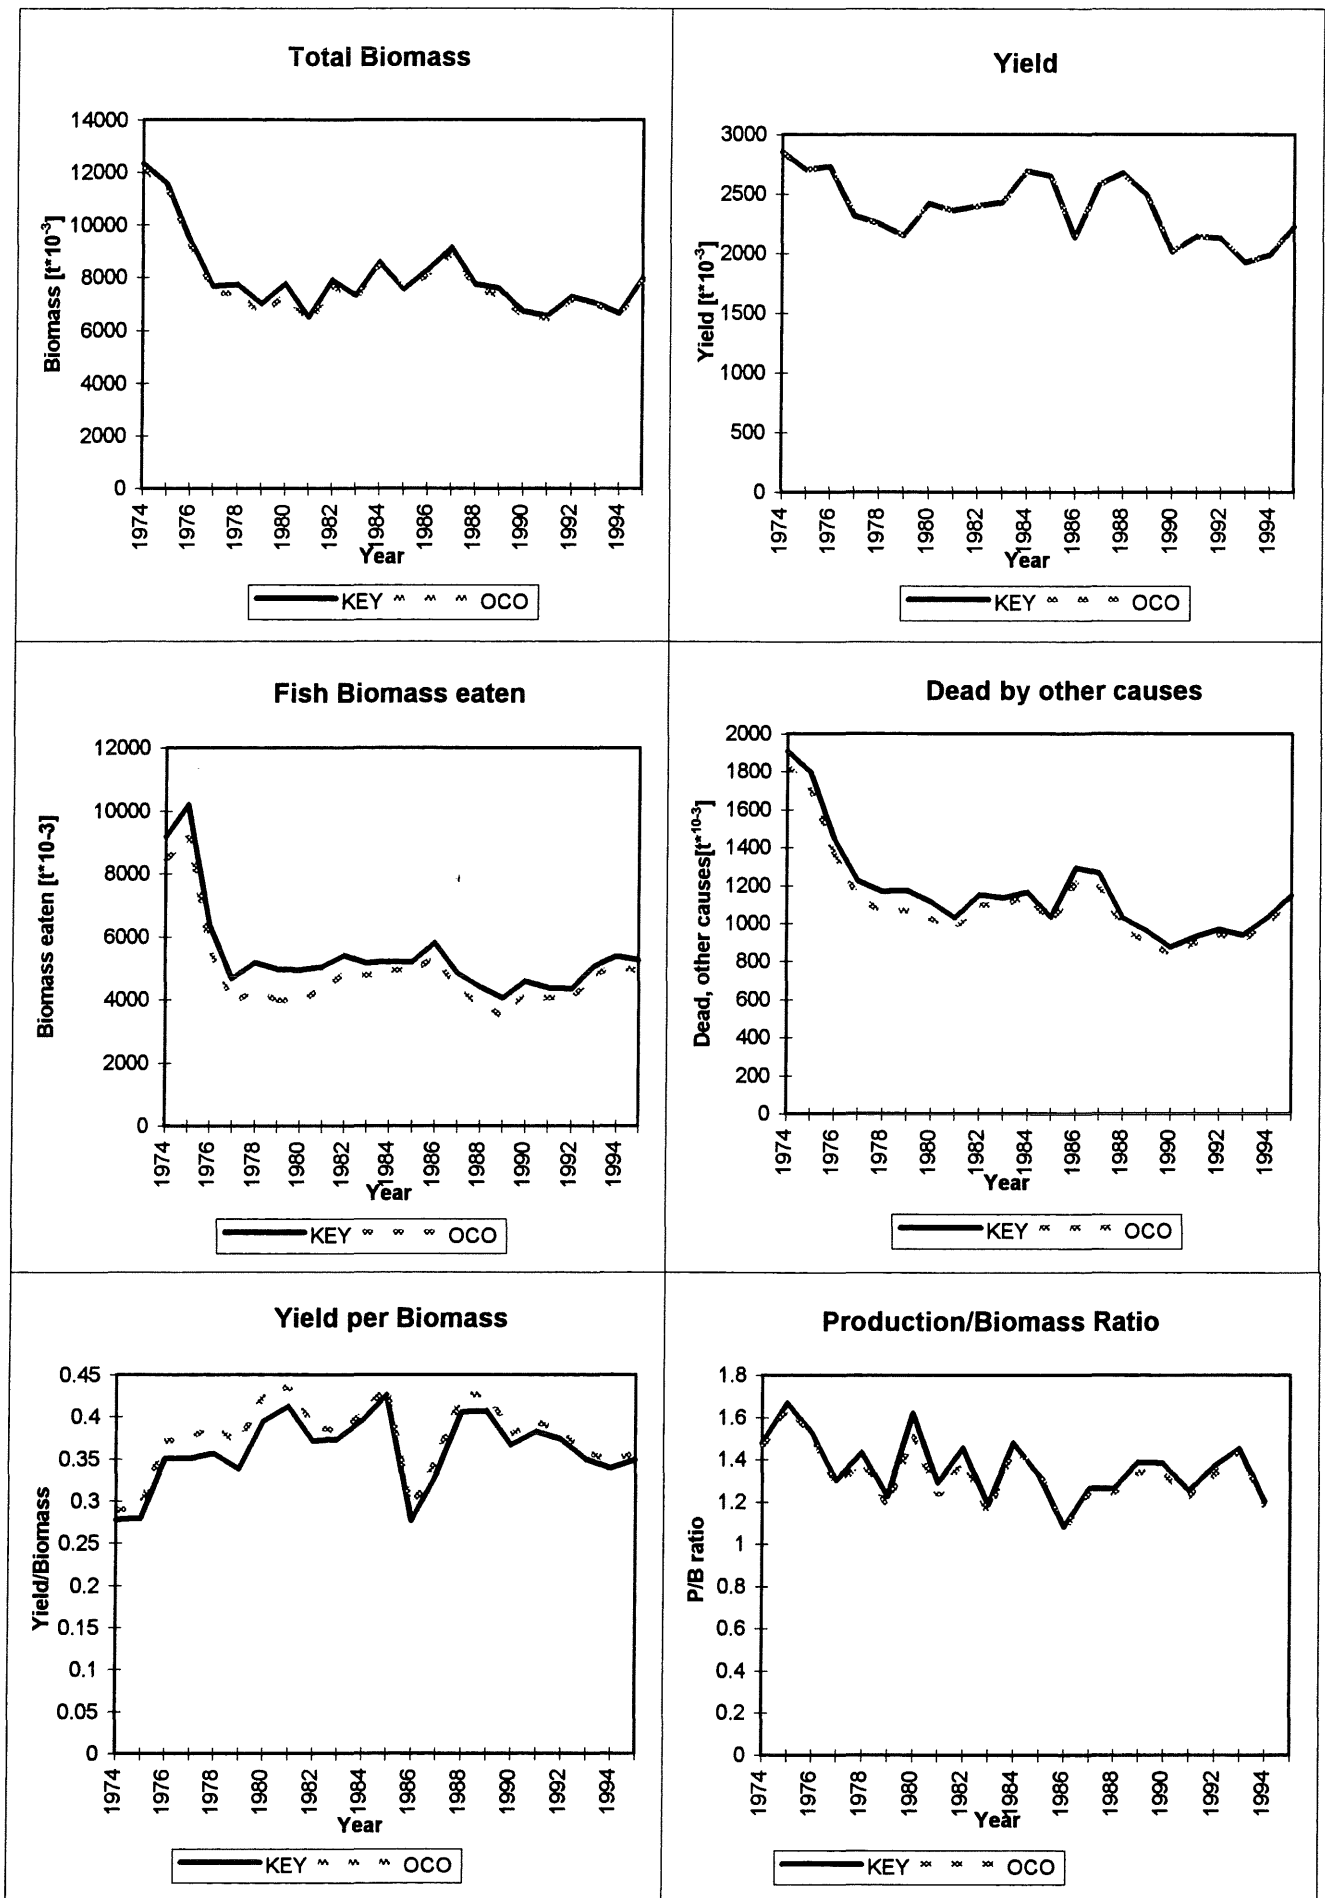 Total Biomass
Biomass [t*10⁻³]
14000
12000
10000
8000
6000
4000
2000
0
1974 1976 1978 1980 1982 1984 1986 1988 1990 1992 1994
Year
KEY OCO
Yield
Yield [t*10⁻³]
3000
2500
2000
1500
1000
500
0
1974 1976 1978 1980 1982 1984 1986 1988 1990 1992 1994
Year
KEY OCO
Fish Biomass eaten
Biomass eaten [t*10-3]
12000
10000
8000
6000
4000
2000
0
1974 1976 1978 1980 1982 1984 1986 1988 1990 1992 1994
Year
KEY OCO
Dead by other causes
Dead, other causes[t*¹⁰⁻³]
2000
1800
1600
1400
1200
1000
800
600
400
200
0
1974 1976 1978 1980 1982 1984 1986 1988 1990 1992 1994
Year
KEY OCO
Yield per Biomass
Yield/Biomass
0.45
0.4
0.35
0.3
0.25
0.2
0.15
0.1
0.05
0
1974 1976 1978 1980 1982 1984 1986 1988 1990 1992 1994
Year
KEY OCO
Production/Biomass Ratio
P/B ratio
1.8
1.6
1.4
1.2
1
0.8
0.6
0.4
0.2
0
1974 1976 1978 1980 1982 1984 1986 1988 1990 1992 1994
Year
KEY OCO